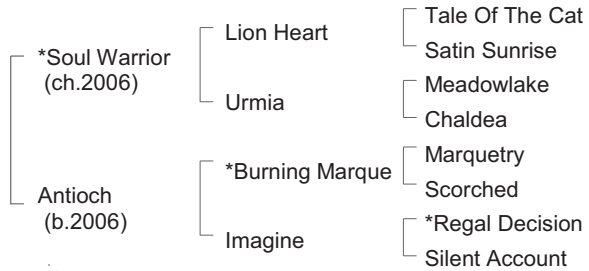 Tale Of The Cat
Lion Heart
Satin Sunrise
*Soul Warrior
(ch.2006)
Meadowlake
Urmia
Chaldea
Marquetry
*Burning Marque
Scorched
Antioch
(b.2006)
*Regal Decision
Imagine
Silent Account